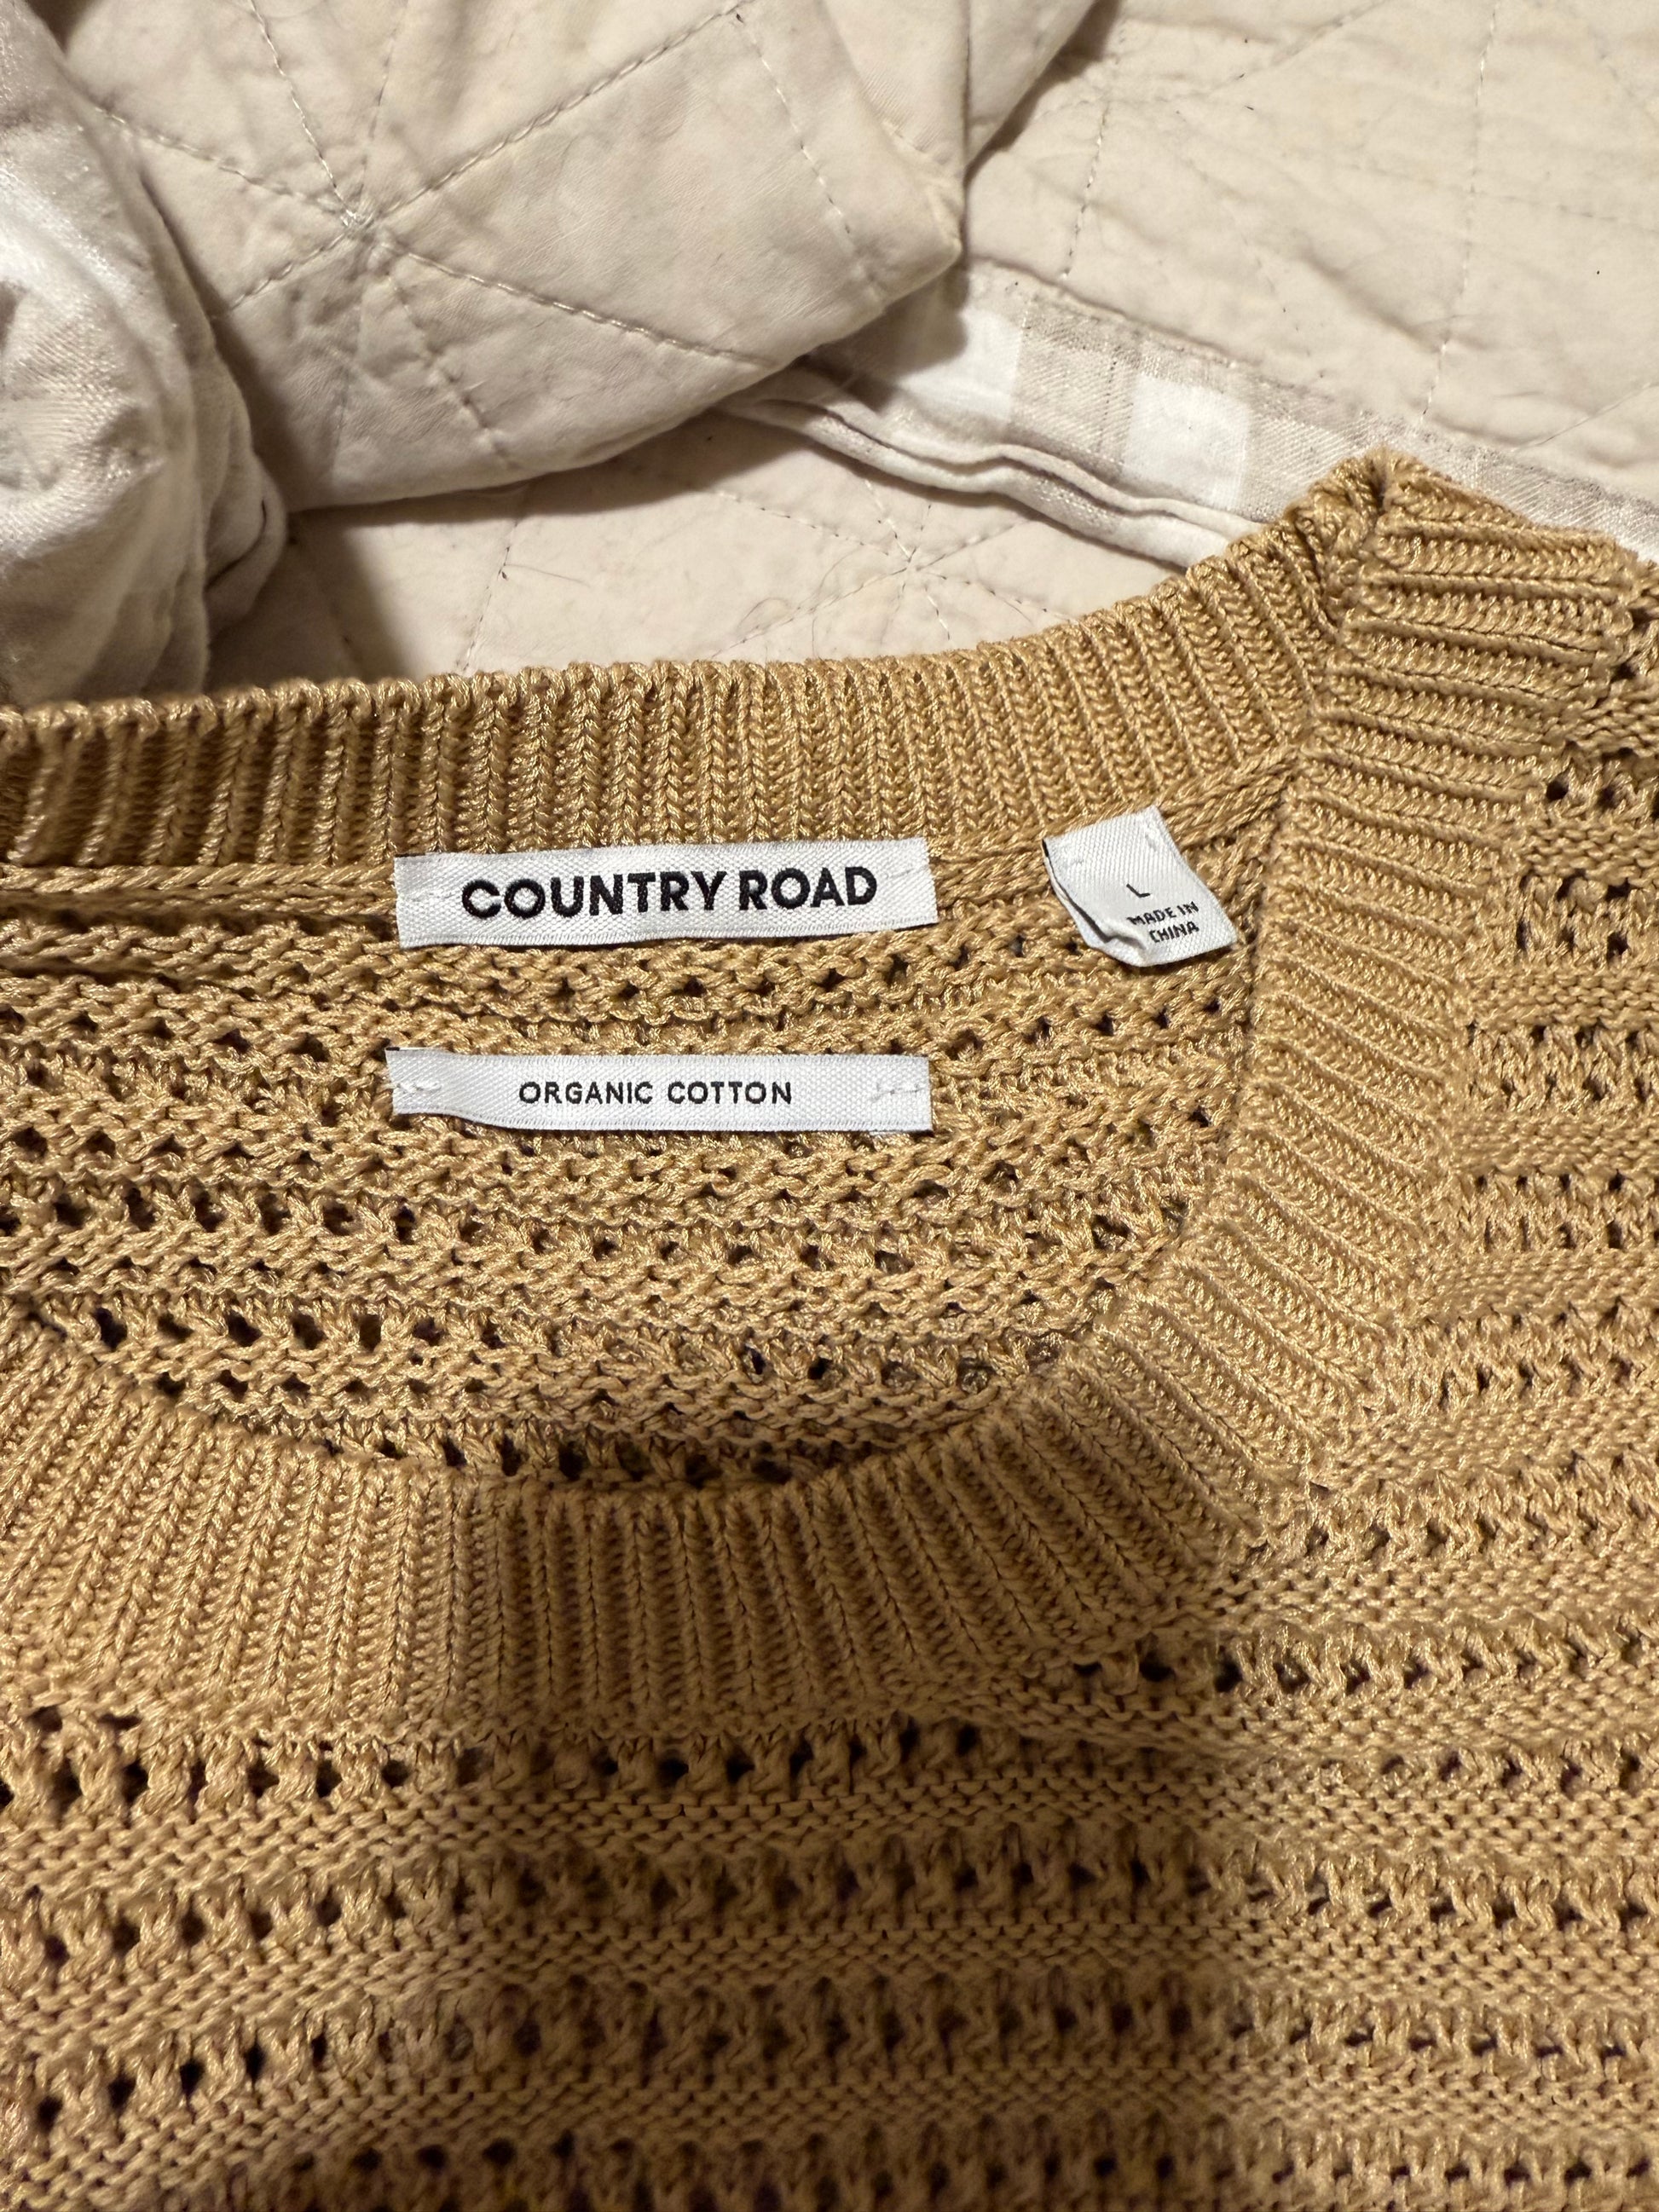 COUNTRY ROAD
L
MADE IN
CHINA
ORGANIC COTTON